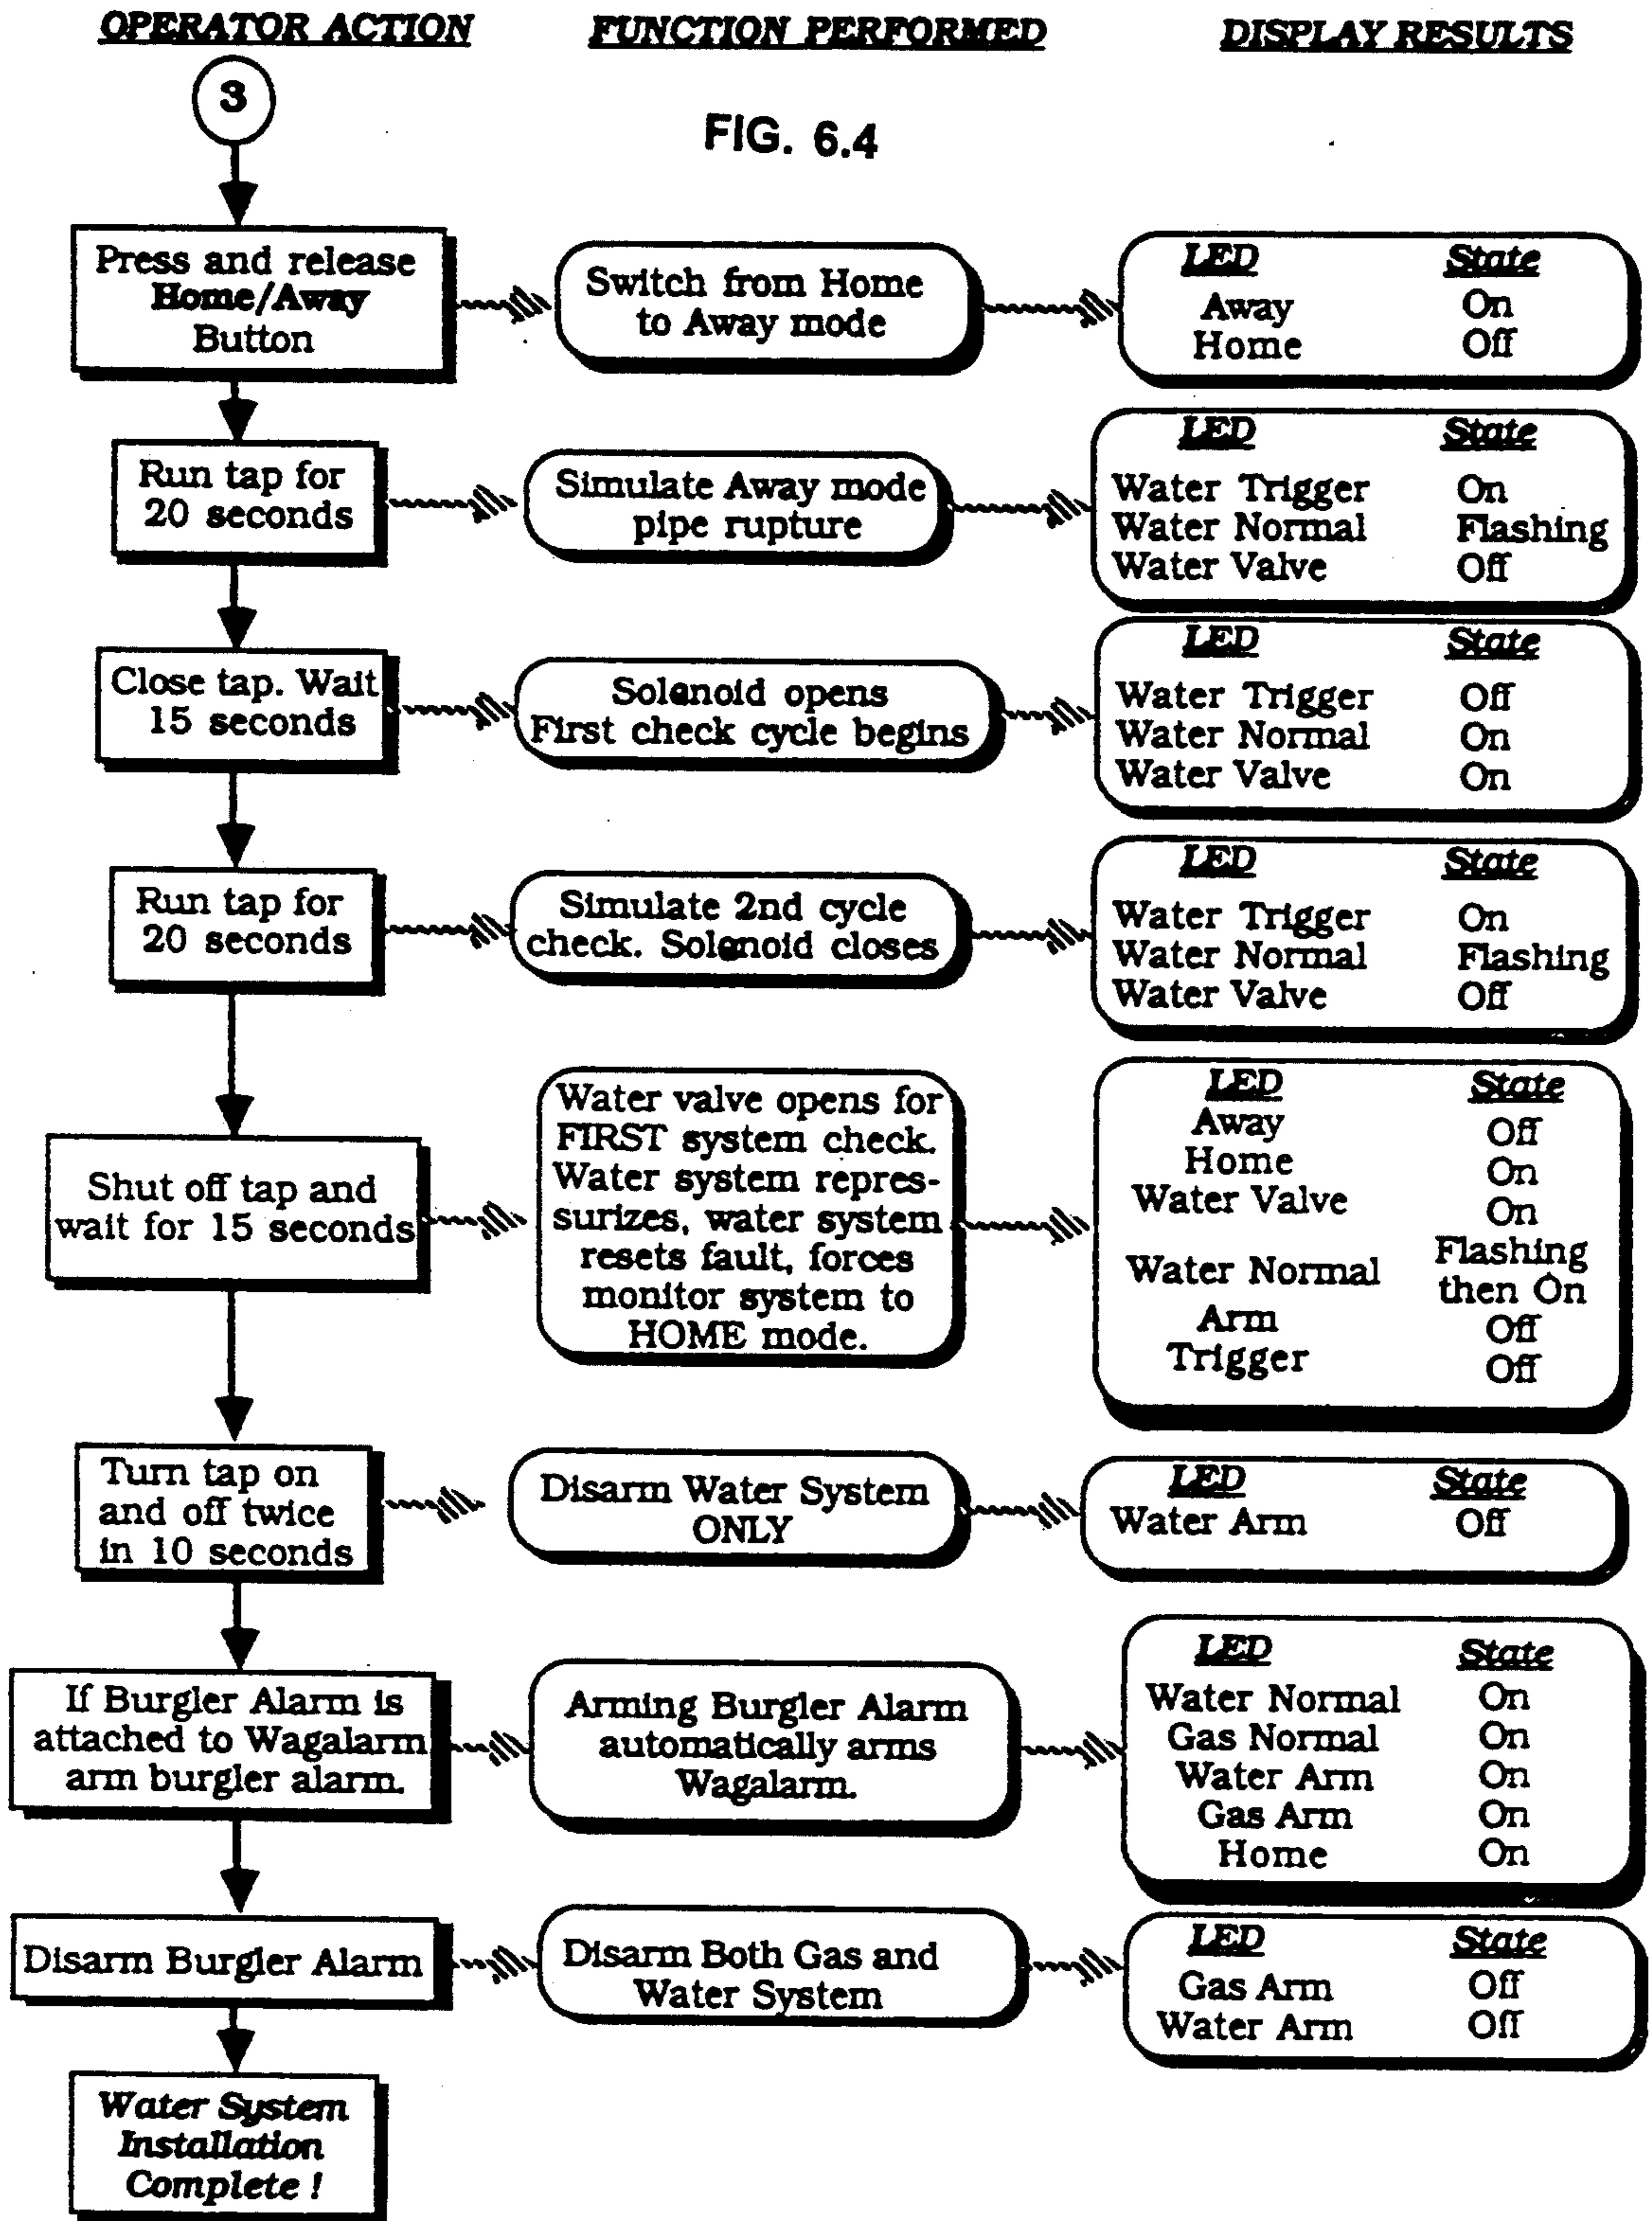 OPERATOR ACTION
FUNCTION PERFORMED
DISPLAY RESULTS
3
FIG. 6.4
Press and release
Home/Away
Button
Switch from Home
to Away mode
LED State
Away On
Home Off
Run tap for
20 seconds
Simulate Away mode
pipe rupture
LED State
Water Trigger On
Water Normal Flashing
Water Valve Off
Close tap. Wait
15 seconds
Solenoid opens
First check cycle begins
LED State
Water Trigger Off
Water Normal On
Water Valve On
Run tap for
20 seconds
Simulate 2nd cycle
check. Solenoid closes
LED State
Water Trigger On
Water Normal Flashing
Water Valve Off
Shut off tap and
wait for 15 seconds
Water valve opens for
FIRST system check.
Water system repres-
surizes, water system
resets fault, forces
monitor system to
HOME mode.
LED State
Away Off
Home On
Water Valve On
Water Normal Flashing
then On
Arm Off
Trigger Off
Turn tap on
and off twice
in 10 seconds
Disarm Water System
ONLY
LED State
Water Arm Off
If Burgler Alarm is
attached to Wagalarm
arm burgler alarm.
Arming Burgler Alarm
automatically arms
Wagalarm.
LED State
Water Normal On
Gas Normal On
Water Arm On
Gas Arm On
Home On
Disarm Burgler Alarm
Disarm Both Gas and
Water System
LED State
Gas Arm Off
Water Arm Off
Water System
Installation
Complete !